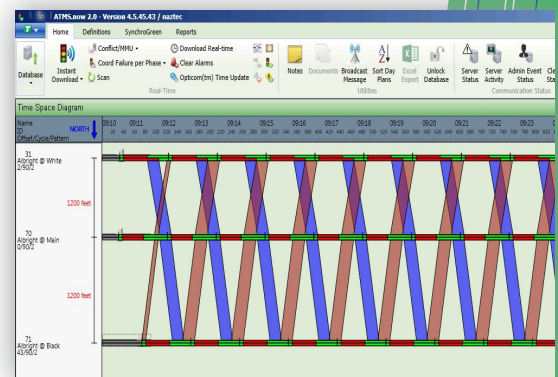 ATMS.now 2.0 - Version 4.5.45.43 / naztec
Home Definitions SynchroGreen Reports
Conflict/MMU Download Real-time
Coord Failure per Phase Clear Alarms
Scan Opticom(tm) Time Update
Database Instant Download
Notes Documents Broadcast Message Sort Day Plans Excel Export Unlock Database
Server Status Server Activity Admin Event Status
Real-Time Utilities Communication Status
Time Space Diagram
Name
ID
Offset/Cycle/Pattern
NORTH
09:10 09:11 09:12 09:13 09:14 09:15 09:16 09:17 09:18 09:19 09:20 09:21 09:22 09:23
31
Albright @ White
2/90/2
1200 feet
70
Albright @ Main
0/90/2
1200 feet
71
Albright @ Black
43/90/2